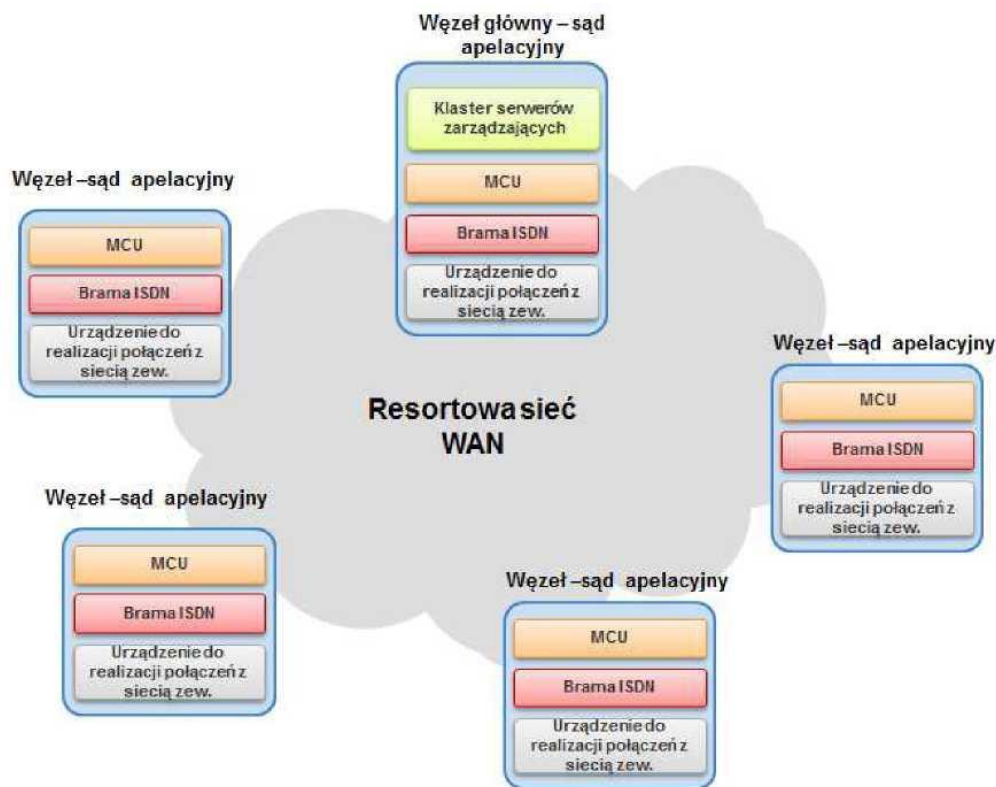 Węzeł główny – sąd
apelacyjny
Klaster serwerów
zarządzających
MCU
Brama ISDN
Urządzenie do
realizacji połączeń z
siecią zew.
Węzeł –sąd apelacyjny
MCU
Brama ISDN
Urządzenie do
realizacji połączeń z
siecią zew.
Węzeł –sąd apelacyjny
MCU
Brama ISDN
Urządzenie do
realizacji połączeń z
siecią zew.
Resortowa sieć
WAN
Węzeł –sąd apelacyjny
MCU
Brama ISDN
Urządzenie do
realizacji połączeń z
siecią zew.
Węzeł –sąd apelacyjny
MCU
Brama ISDN
Urządzenie do
realizacji połączeń z
siecią zew.